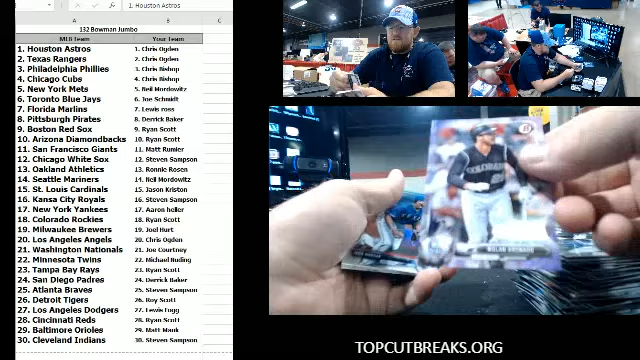 1. Houston Astros
A B C
132 Bowman Jumbo
MLB Team Your Team
1. Houston Astros 1. Chris Ogden
2. Texas Rangers 2. Chris Ogden
3. Philadelphia Phillies 3. Chris Bishop
4. Chicago Cubs 4. Chris Bishop
5. New York Mets 5. Neil Mordowitz
6. Toronto Blue Jays 6. Joe Schmidt
7. Florida Marlins 7. Lewis ross
8. Pittsburgh Pirates 8. Derrick Baker
9. Boston Red Sox 9. Ryan Scott
10. Arizona Diamondbacks 10. Ryan Scott
11. San Francisco Giants 11. Matt Rumler
12. Chicago White Sox 12. Steven Sampson
13. Oakland Athletics 13. Ronnie Rosen
14. Seattle Mariners 14. Neil Mordowitz
15. St. Louis Cardinals 15. Jason Kriston
16. Kansa City Royals 16. Steven Sampson
17. New York Yankees 17. Aaron heller
18. Colorado Rockies 18. Ryan Scott
19. Milwaukee Brewers 19. Joel Hurt
20. Los Angeles Angels 20. Chris Ogden
21. Washington Nationals 21. Joe Courtney
22. Minnesota Twins 22. Michael Ruding
23. Tampa Bay Rays 23. Ryan Scott
24. San Diego Padres 24. Derrick Baker
25. Atlanta Braves 25. Steven Sampson
26. Detroit Tigers 26. Roy Scott
27. Los Angeles Dodgers 27. Lewis Fogg
28. Cincinnati Reds 28. Ryan Scott
29. Baltimore Orioles 29. Matt Mauk
30. Cleveland Indians 30. Steven Sampson
COLORADO
NOLAN ARENADO
TOPCUTBREAKS.ORG